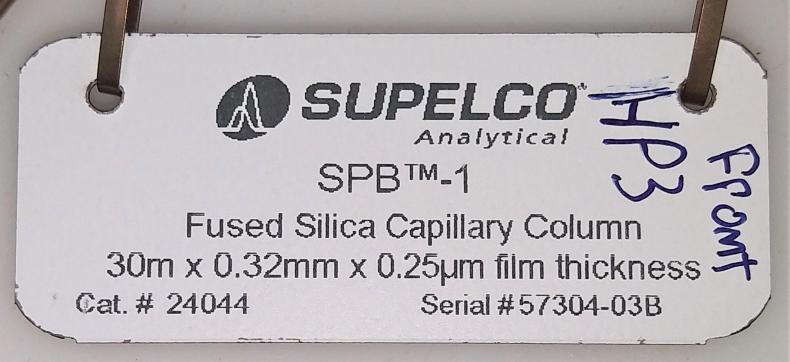 SUPELCO
Analytical
SPB™-1
Fused Silica Capillary Column
30m x 0.32mm x 0.25µm film thickness
Cat. # 24044 Serial # 57304-03B
HP3
Front